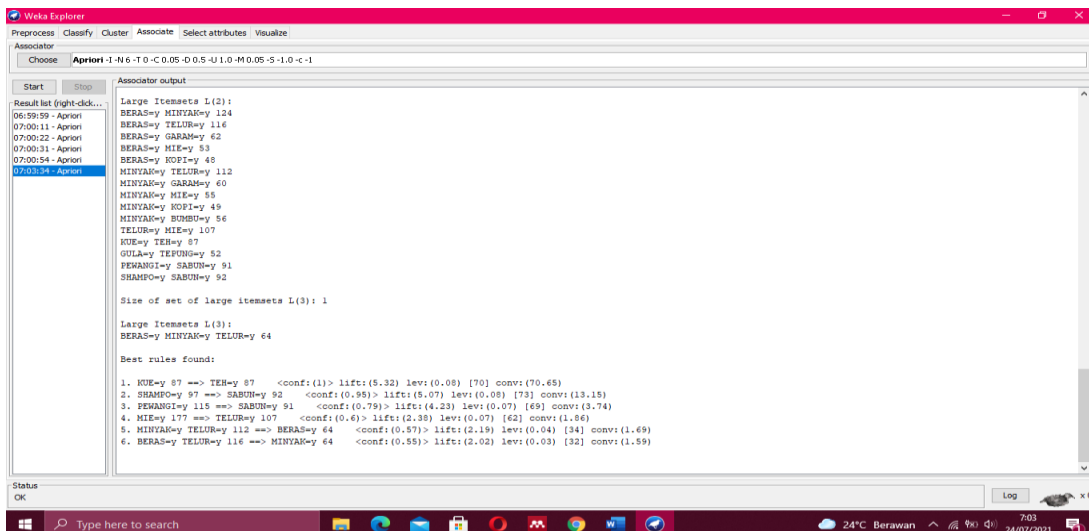 Weka Explorer
Preprocess Classify Cluster Associate Select attributes Visualize
Associator
Choose Apriori -I -N 6 -T 0 -C 0.05 -D 0.5 -U 1.0 -M 0.05 -S -1.0 -c -1
Start Stop
Associator output
Result list (right-click...
06:59:59 - Apriori
07:00:11 - Apriori
07:00:22 - Apriori
07:00:31 - Apriori
07:00:54 - Apriori
07:03:34 - Apriori
Large Itemsets L(2):
BERAS=y MINYAK=y 124
BERAS=y TELUR=y 116
BERAS=y GARAM=y 62
BERAS=y MIE=y 53
BERAS=y KOPI=y 48
MINYAK=y TELUR=y 112
MINYAK=y GARAM=y 60
MINYAK=y MIE=y 55
MINYAK=y KOPI=y 49
MINYAK=y BUMBU=y 56
TELUR=y MIE=y 107
KUE=y TEH=y 87
GULA=y TEPUNG=y 52
PEWANGI=y SABUN=y 91
SHAMPO=y SABUN=y 92
Size of set of large itemsets L(3): 1
Large Itemsets L(3):
BERAS=y MINYAK=y TELUR=y 64
Best rules found:
1. KUE=y 87 ==> TEH=y 87 <conf:(1)> lift:(5.32) lev:(0.08) [70] conv:(70.65)
2. SHAMPO=y 97 ==> SABUN=y 92 <conf:(0.95)> lift:(5.07) lev:(0.08) [73] conv:(13.15)
3. PEWANGI=y 115 ==> SABUN=y 91 <conf:(0.79)> lift:(4.23) lev:(0.07) [69] conv:(3.74)
4. MIE=y 177 ==> TELUR=y 107 <conf:(0.6)> lift:(2.38) lev:(0.07) [62] conv:(1.86)
5. MINYAK=y TELUR=y 112 ==> BERAS=y 64 <conf:(0.57)> lift:(2.19) lev:(0.04) [34] conv:(1.69)
6. BERAS=y TELUR=y 116 ==> MINYAK=y 64 <conf:(0.55)> lift:(2.02) lev:(0.03) [32] conv:(1.59)
Status
OK
Log
x
Type here to search
24°C Berawan
7:03
24/07/2021